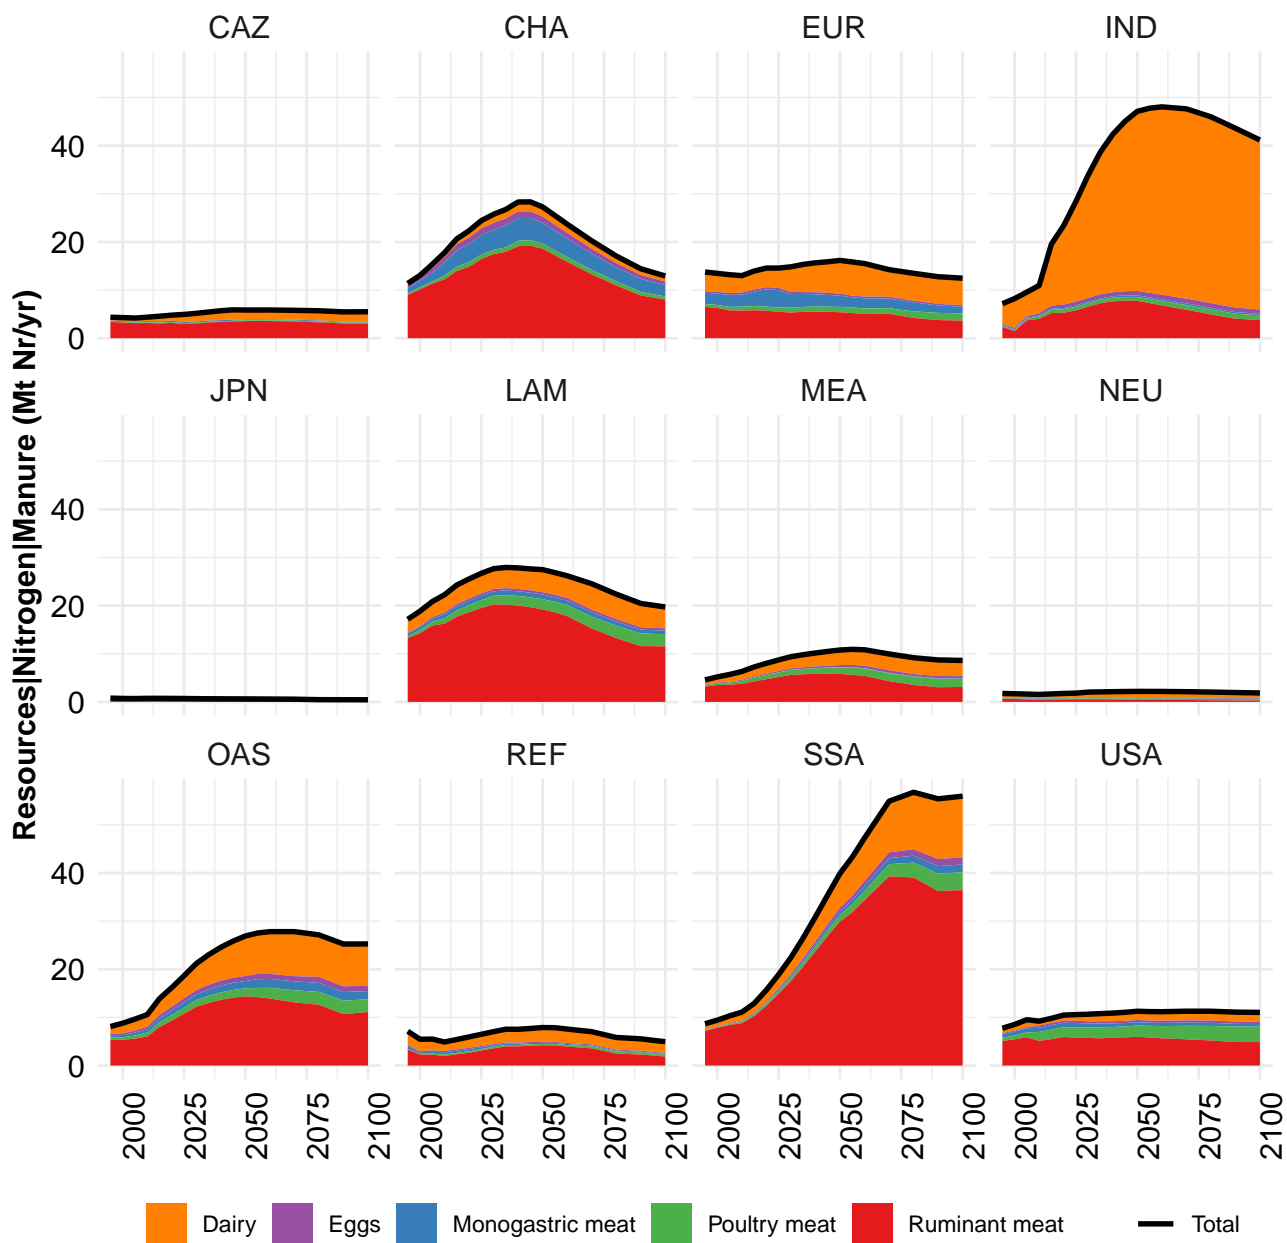 CAZ CHA EUR IND
40
20
0
JPN LAM MEA NEU
40
20
0
OAS REF SSA USA
40
20
0
2000 2025 2050 2075 2100 2000 2025 2050 2075 2100 2000 2025 2050 2075 2100 2000 2025 2050 2075 2100
Resources|Nitrogen|Manure (Mt Nr/yr)
Dairy Eggs Monogastric meat Poultry meat Ruminant meat Total